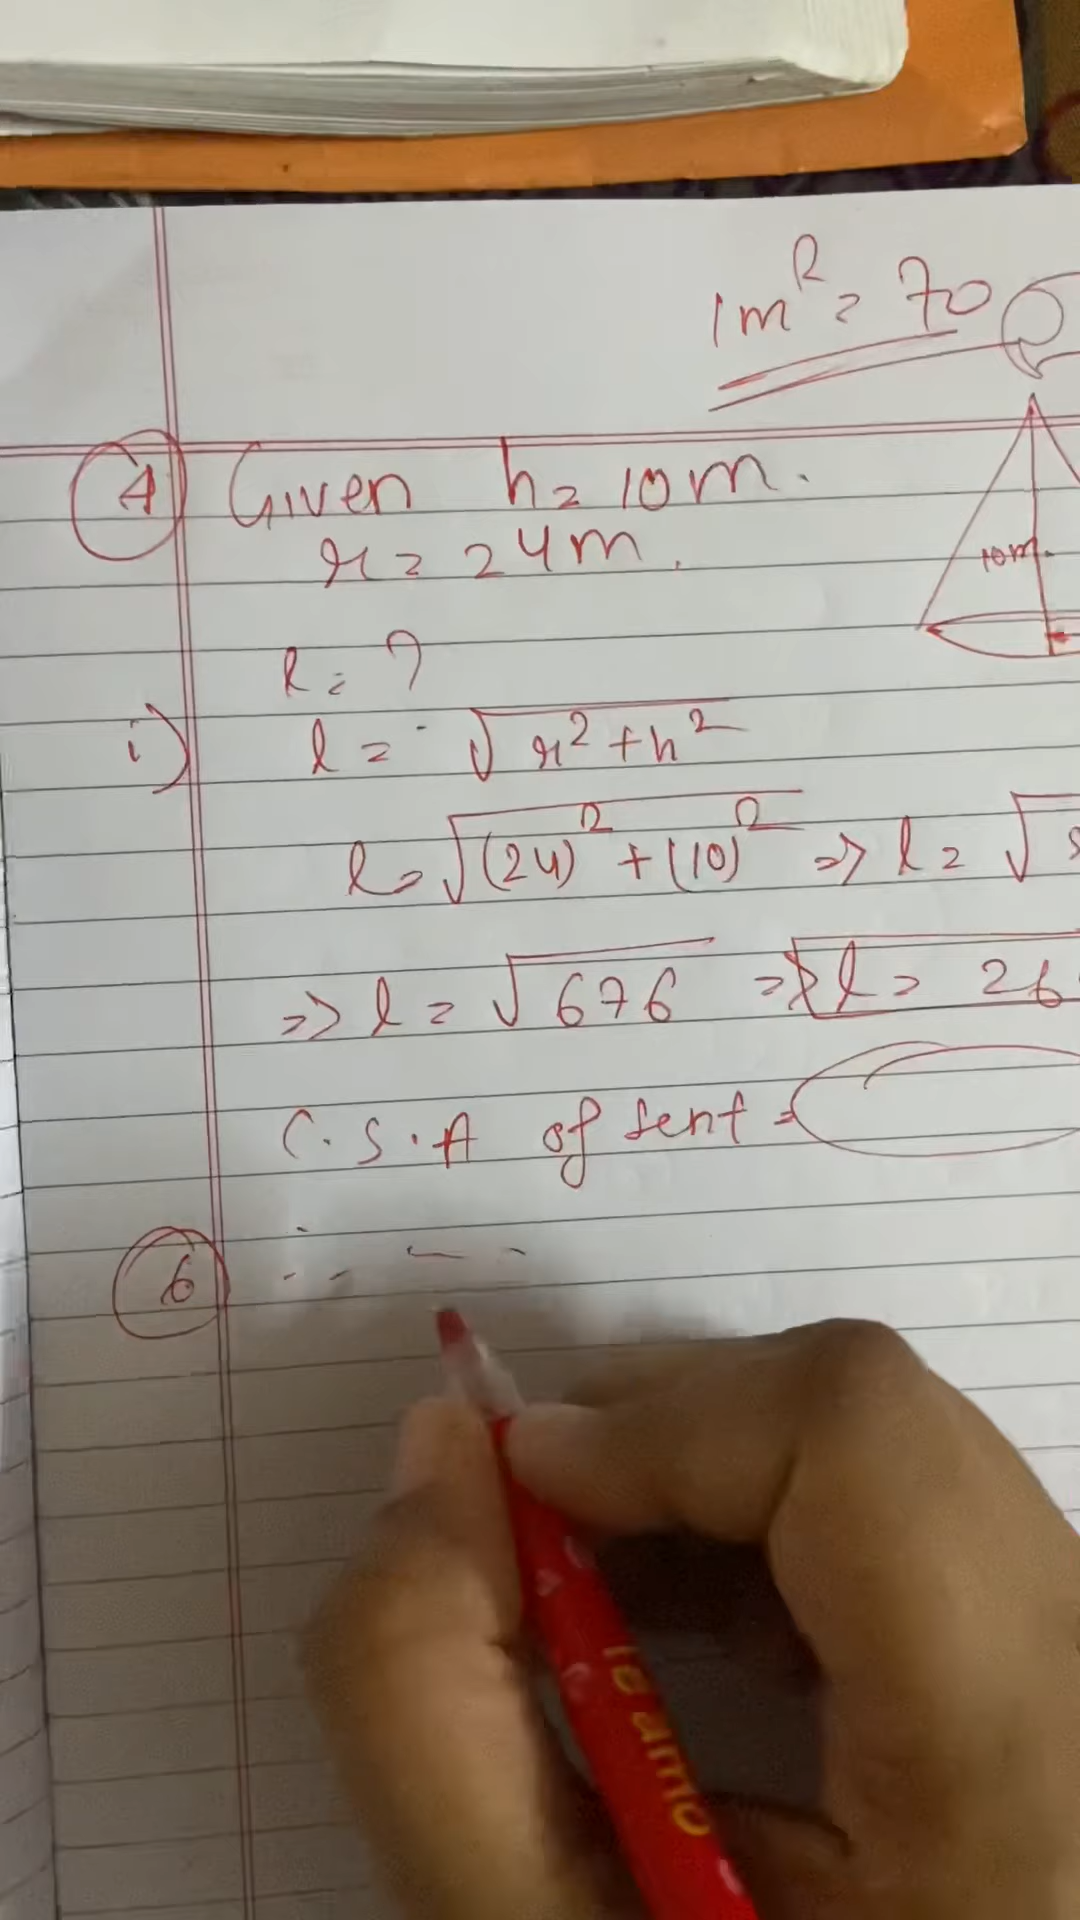 1m² = 70
4 Given h = 10m.
r = 24m.
10m.
l = ?
i) l = √r² + h²
l = √(24)² + (10)² => l = √
=> l = √676 => l = 26
C.S.A of tent =
6